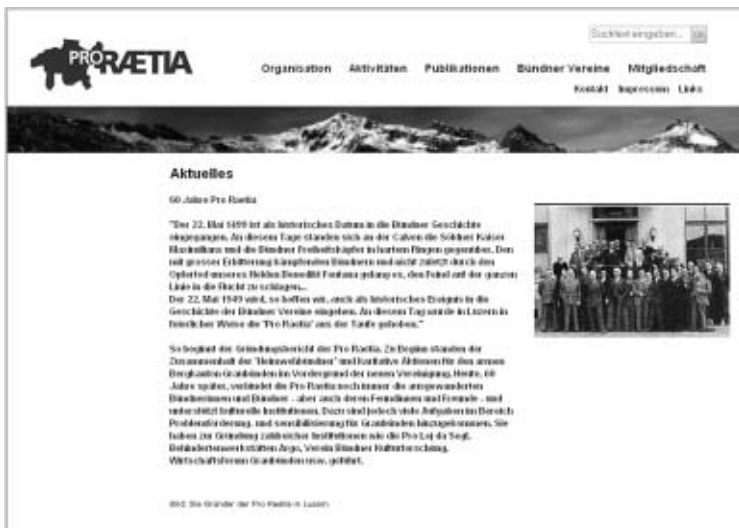 Suchtext eingeben...
PRO RÆTIA
Organisation Aktivitäten Publikationen Bündner Vereine Mitgliedschaft
Kontakt Impressum Links
Aktuelles
60 Jahre Pro Raetia
"Der 22. Mai 1499 ist als historisches Datum in die Bündner Geschichte
eingegangen. An diesem Tage standen sich an der Calven die Söldner Kaiser
Maximilians und die Bündner Freiheitskäpfer in hartem Ringen gegenüber. Den
mit grosser Erbitterung kämpfenden Bündnern und nicht zuletzt durch den
Opfertod unseres Helden Benedikt Fontana gelang es, den Feind auf der ganzen
Linie in die Flucht zu schlagen...
Der 22. Mai 1949 wird, so hoffen wir, auch als historisches Ereignis in die
Geschichte der Bündner Vereine eingehen. An diesem Tag wurde in Luzern in
feierlicher Weise die 'Pro Raetia' aus der Taufe gehoben."
So beginnt der Gründungsbericht der Pro Raetia. Zu Beginn standen der
Zusammenhalt der 'Heimwehbündner' und karitative Aktionen für den armen
Bergkanton Graubünden im Vordergrund der neuen Vereinigung. Heute, 60
Jahre später, verbindet die Pro Raetia noch immer die ausgewanderten
Bündnerinnen und Bündner - aber auch deren Freundinnen und Freunde - und
unterstützt kulturelle Institutionen. Dazu sind jedoch viele Aufgaben im Bereich
Problemförderung- und sensibilisierung für Graubünden hinzugekommen. Sie
haben zur Gründung zahlreicher Institutionen wie die Pro Lej da Segl,
Behindertenwerkstätten Argo, Verein Bündner Kulturforschung,
Wirtschaftsforum Graubünden usw. geführt.
Bild: Die Gründer der Pro Raetia in Luzern